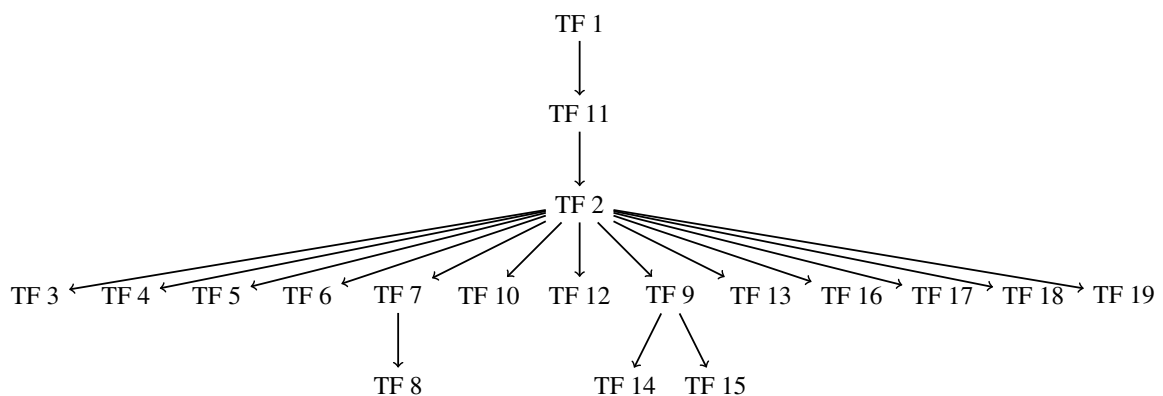 TF 1
TF 11
TF 2
TF 3 TF 4 TF 5 TF 6 TF 7 TF 10 TF 12 TF 9 TF 13 TF 16 TF 17 TF 18 TF 19
TF 8 TF 14 TF 15